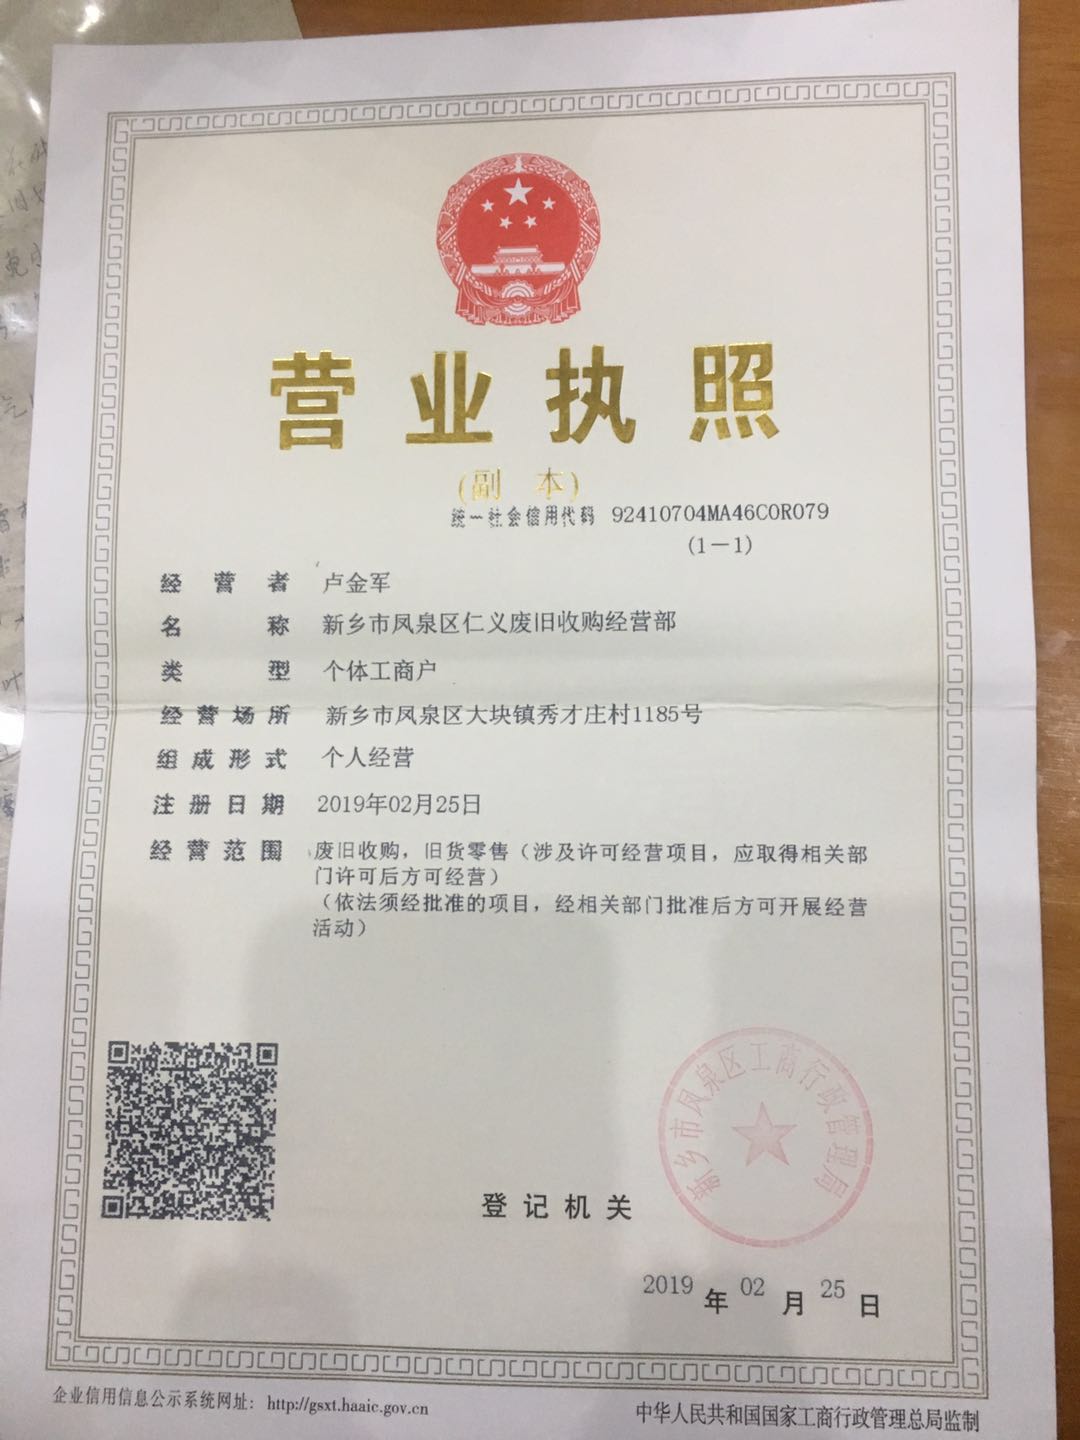 营业执照
(副 本)
统一社会信用代码 92410704MA46C0R079
(1－1)
经营者 卢金军
名称 新乡市凤泉区仁义废旧收购经营部
类型 个体工商户
经营场所 新乡市凤泉区大块镇秀才庄村1185号
组成形式 个人经营
注册日期 2019年02月25日
经营范围 废旧收购，旧货零售（涉及许可经营项目，应取得相关部
门许可后方可经营）
（依法须经批准的项目，经相关部门批准后方可开展经营
活动）
新乡市凤泉区工商行政管理局
登记机关
2019 年 02 月 25 日
企业信用信息公示系统网址： http://gsxt.haaic.gov.cn
中华人民共和国国家工商行政管理总局监制